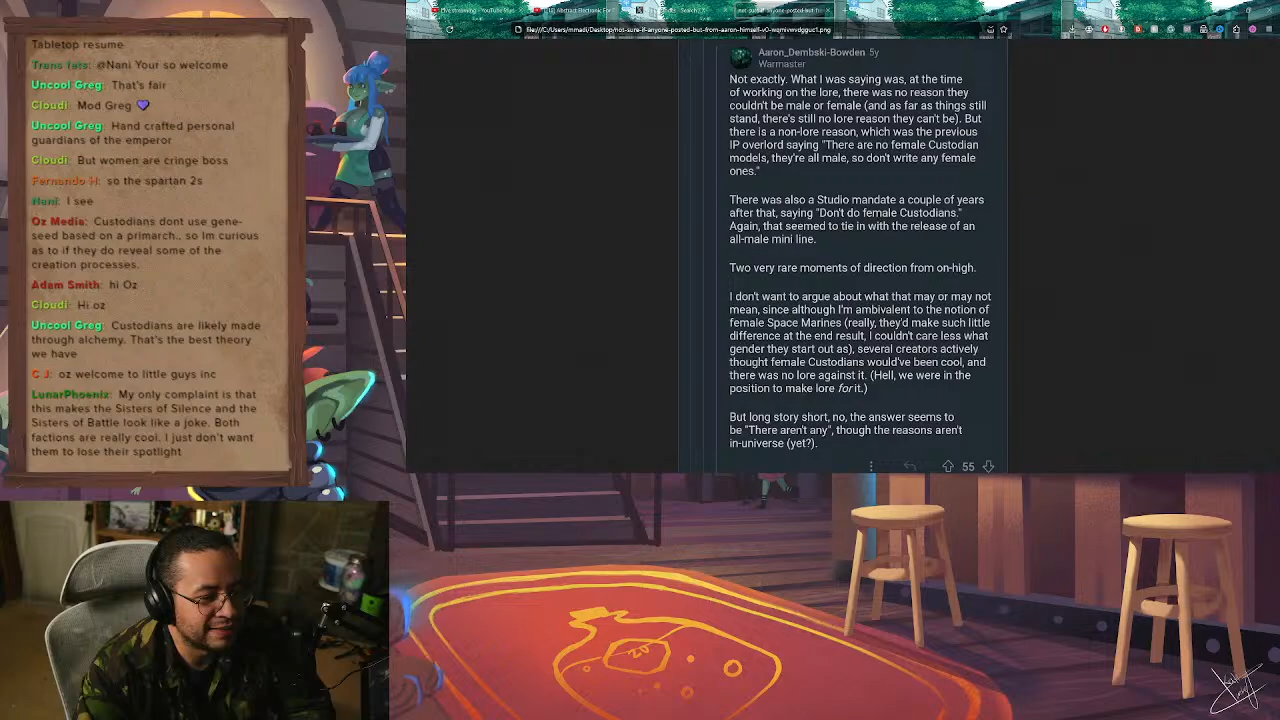 Tabletop resume
Trans fats: @Nani Your so welcome
Uncool Greg: That's fair
Cloudi: Mod Greg 💜
Uncool Greg: Hand crafted personal
guardians of the emperor
Cloudi: But women are cringe boss
Fernando H: so the spartan 2s
Nani: I see
Oz Media: Custodians dont use gene-
seed based on a primarch., so Im curious
as to if they do reveal some of the
creation processes.
Adam Smith: hi Oz
Cloudi: Hi oz
Uncool Greg: Custodians are likely made
through alchemy. That's the best theory
we have
C J: oz welcome to little guys inc
LunarPhoenix: My only complaint is that
this makes the Sisters of Silence and the
Sisters of Battle look like a joke. Both
factions are really cool. I just don't want
them to lose their spotlight
Aaron_Dembski-Bowden 5y
Warmaster
Not exactly. What I was saying was, at the time
of working on the lore, there was no reason they
couldn't be male or female (and as far as things still
stand, there's still no lore reason they can't be). But
there is a non-lore reason, which was the previous
IP overlord saying "There are no female Custodian
models, they're all male, so don't write any female
ones."
There was also a Studio mandate a couple of years
after that, saying "Don't do female Custodians."
Again, that seemed to tie in with the release of an
all-male mini line.
Two very rare moments of direction from on-high.
I don't want to argue about what that may or may not
mean, since although I'm ambivalent to the notion of
female Space Marines (really, they'd make such little
difference at the end result, I couldn't care less what
gender they start out as), several creators actively
thought female Custodians would've been cool, and
there was no lore against it. (Hell, we were in the
position to make lore for it.)
But long story short, no, the answer seems to
be "There aren't any", though the reasons aren't
in-universe (yet?).
55
20